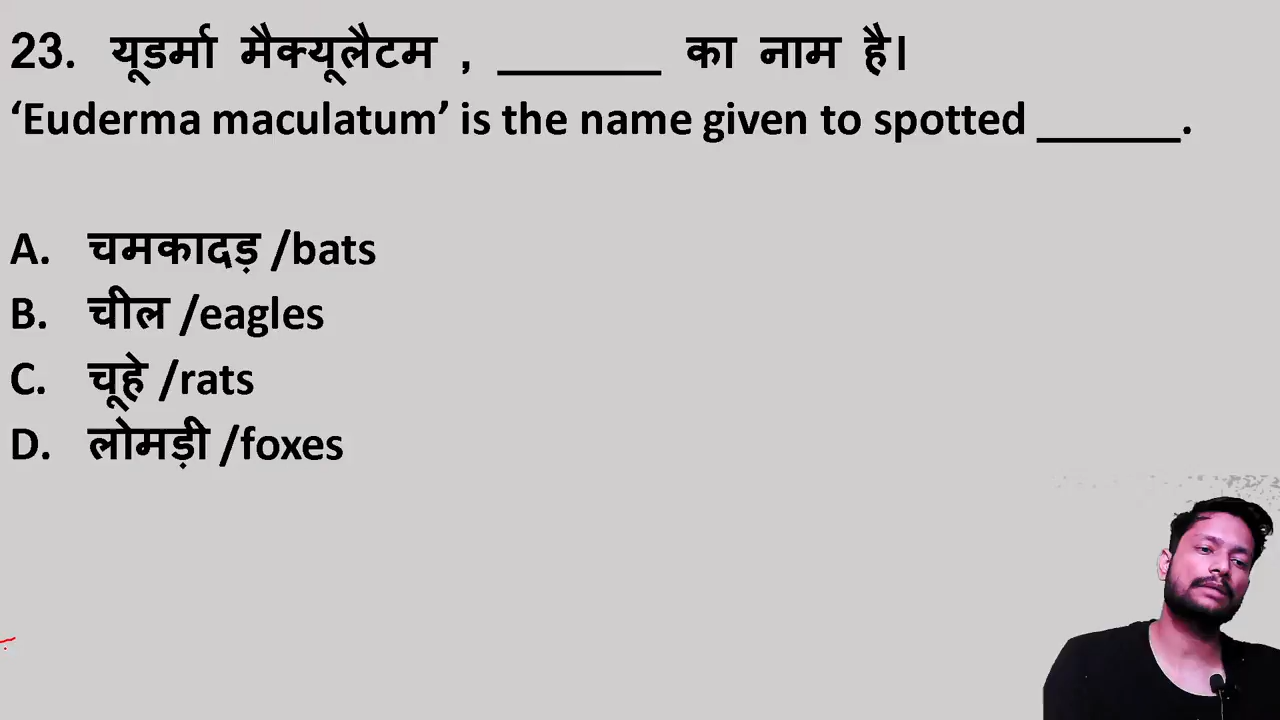 23. यूडर्मा मैक्यूलैटम , _______ का नाम है।
‘Euderma maculatum’ is the name given to spotted ______.
A. चमकादड़ /bats
B. चील /eagles
C. चूहे /rats
D. लोमड़ी /foxes